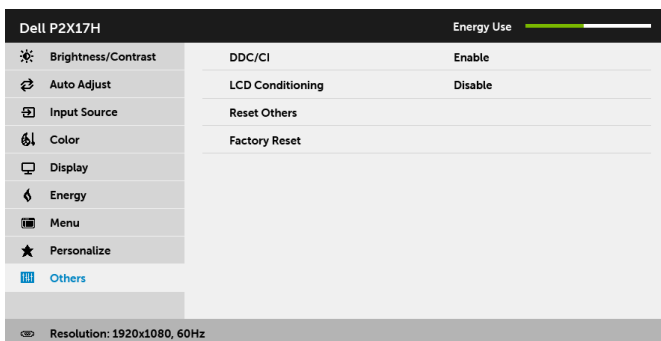 Dell P2X17H Energy Use
Brightness/Contrast DDC/CI Enable
Auto Adjust LCD Conditioning Disable
Input Source Reset Others
Color Factory Reset
Display
Energy
Menu
Personalize
Others
Resolution: 1920x1080, 60Hz